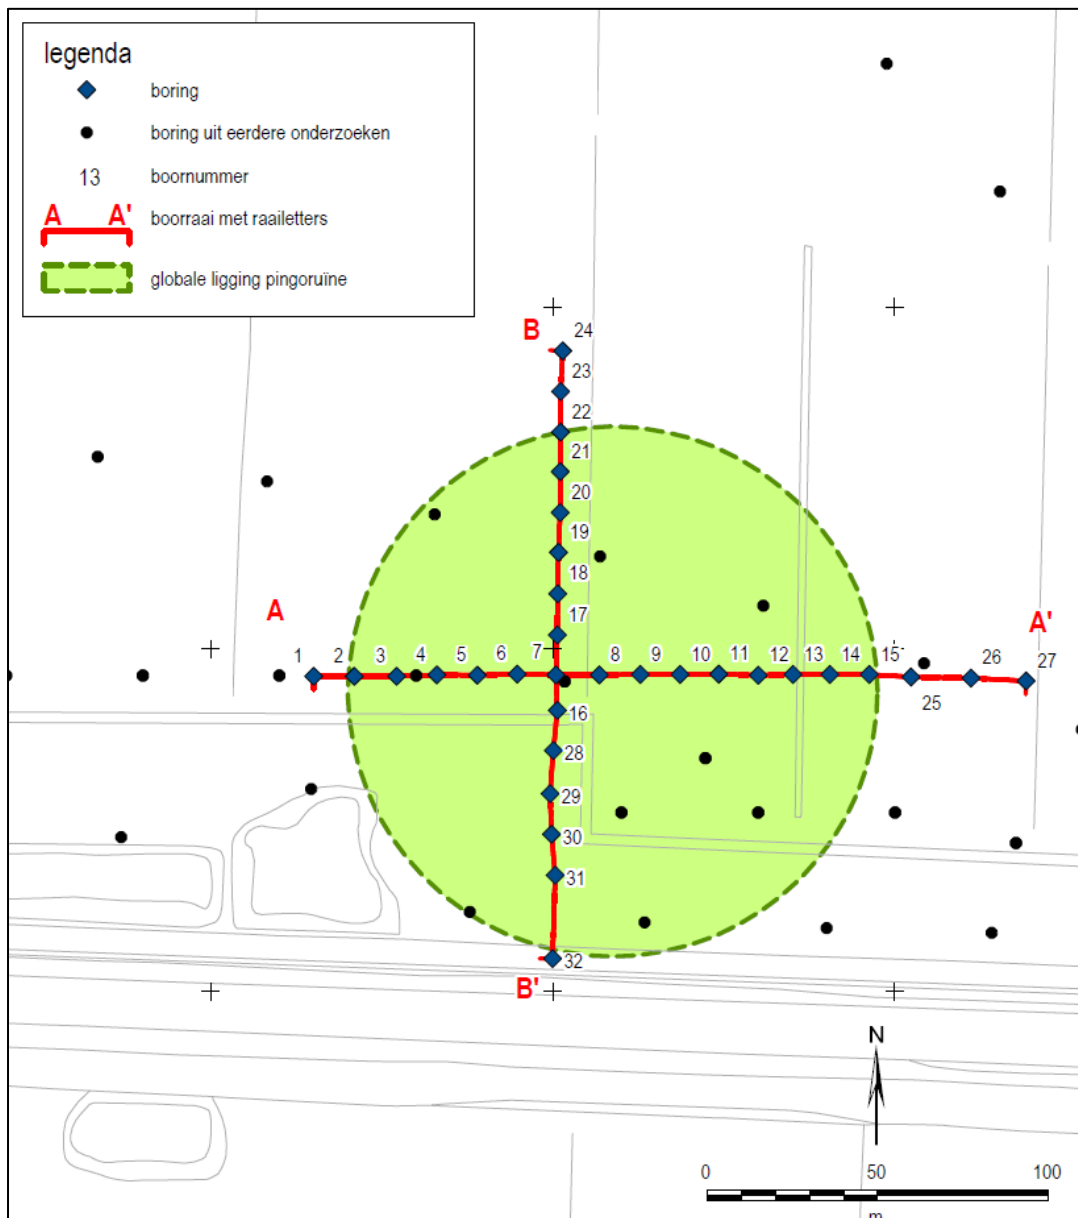 legenda
boring
boring uit eerdere onderzoeken
13 boornummer
A A' boorraai met raailetters
globale ligging pingoruïne
B 24
23
22
21
20
19
18
17
A A'
1 2 3 4 5 6 7 8 9 10 11 12 13 14 15 26 27
25
16
28
29
30
31
32
B'
N
0 50 100
m